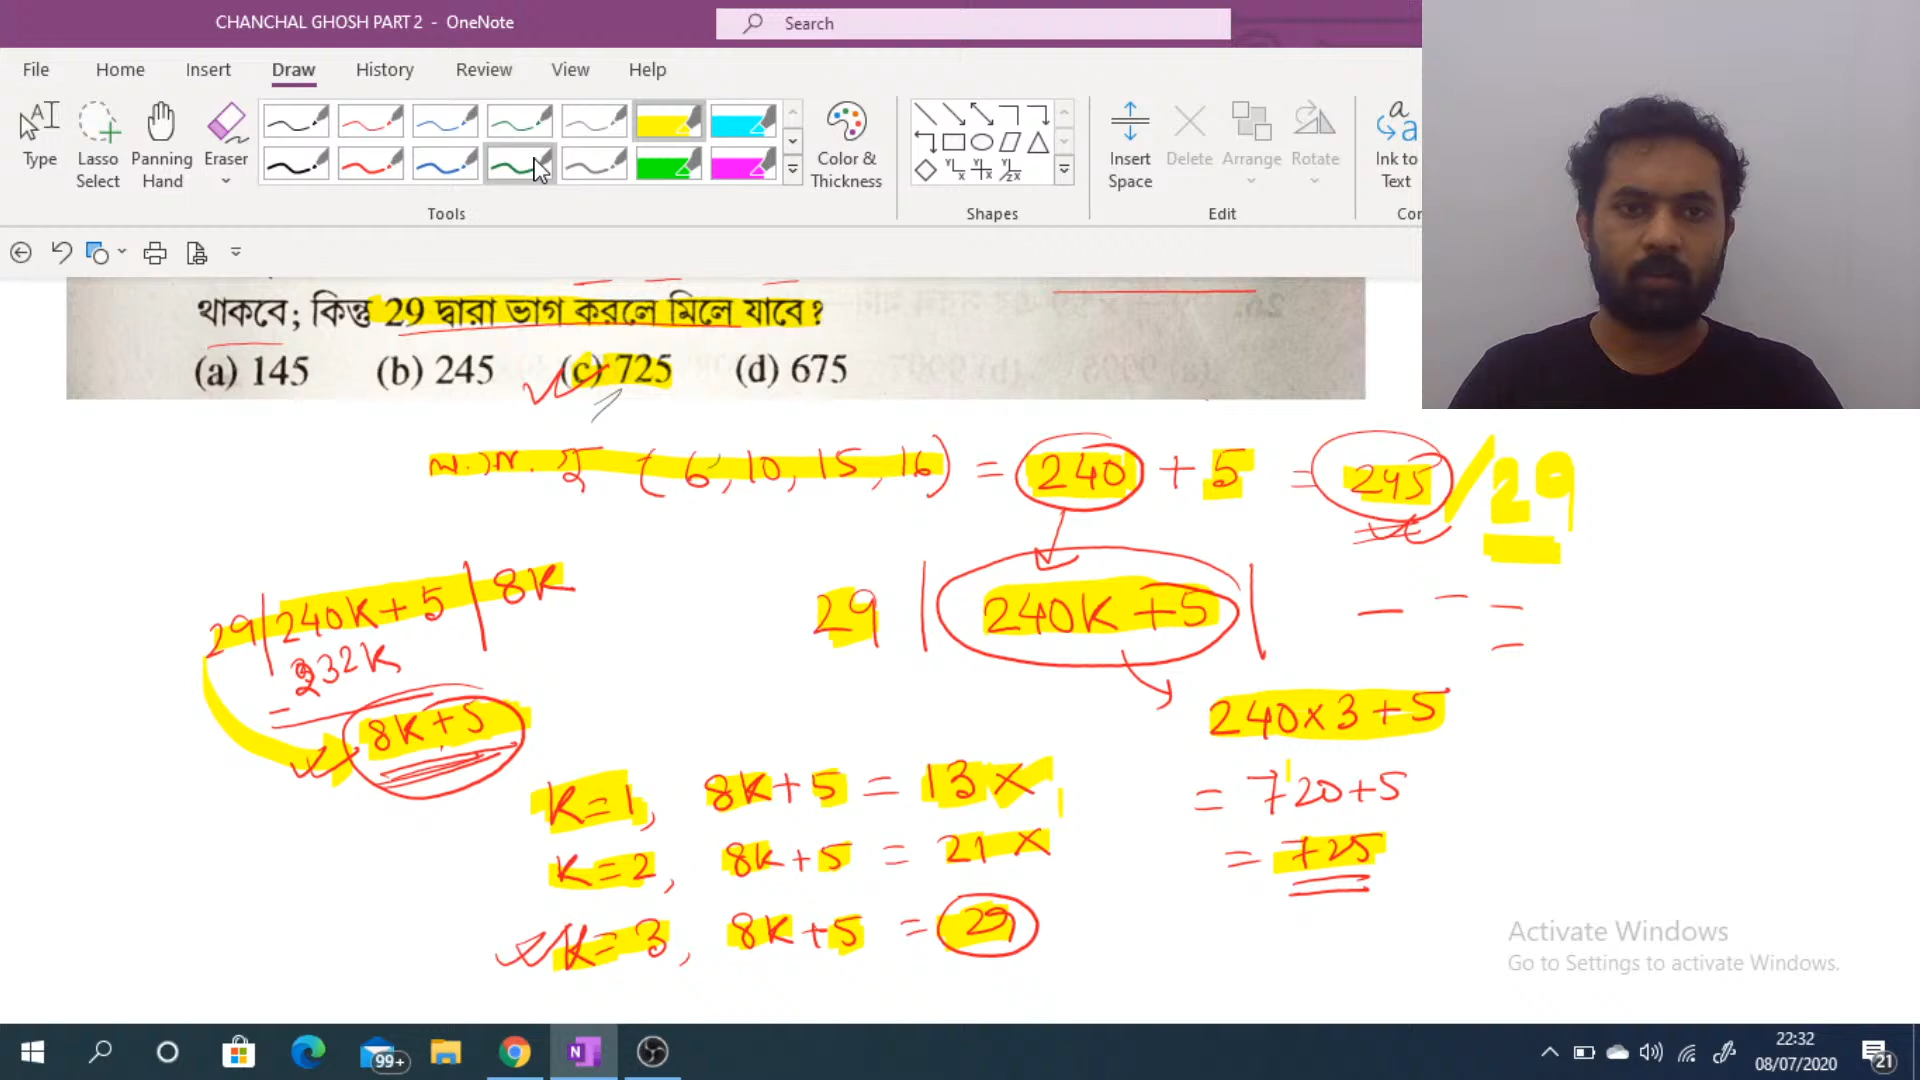 CHANCHAL GHOSH PART 2 - OneNote
Search
File Home Insert Draw History Review View Help
Type Lasso Select Panning Hand Eraser Color & Thickness Insert Space Delete Arrange Rotate Ink to Text
Tools Shapes Edit
থাকবে; কিন্তু 29 দ্বারা ভাগ করলে মিলে যাবে?
(a) 145 (b) 245 (c) 725 (d) 675
ল.সা.গু (6, 10, 15, 16) = 240 + 5 = 245/29
29 | 240K+5 | 8K
232K
8K+5
29 | 240K+5 |
240×3+5
= 720+5
= 725
K=1, 8K+5 = 13 ×
K=2, 8K+5 = 21 ×
K=3, 8K+5 = 29
Activate Windows
Go to Settings to activate Windows.
99+
22:32
08/07/2020
21